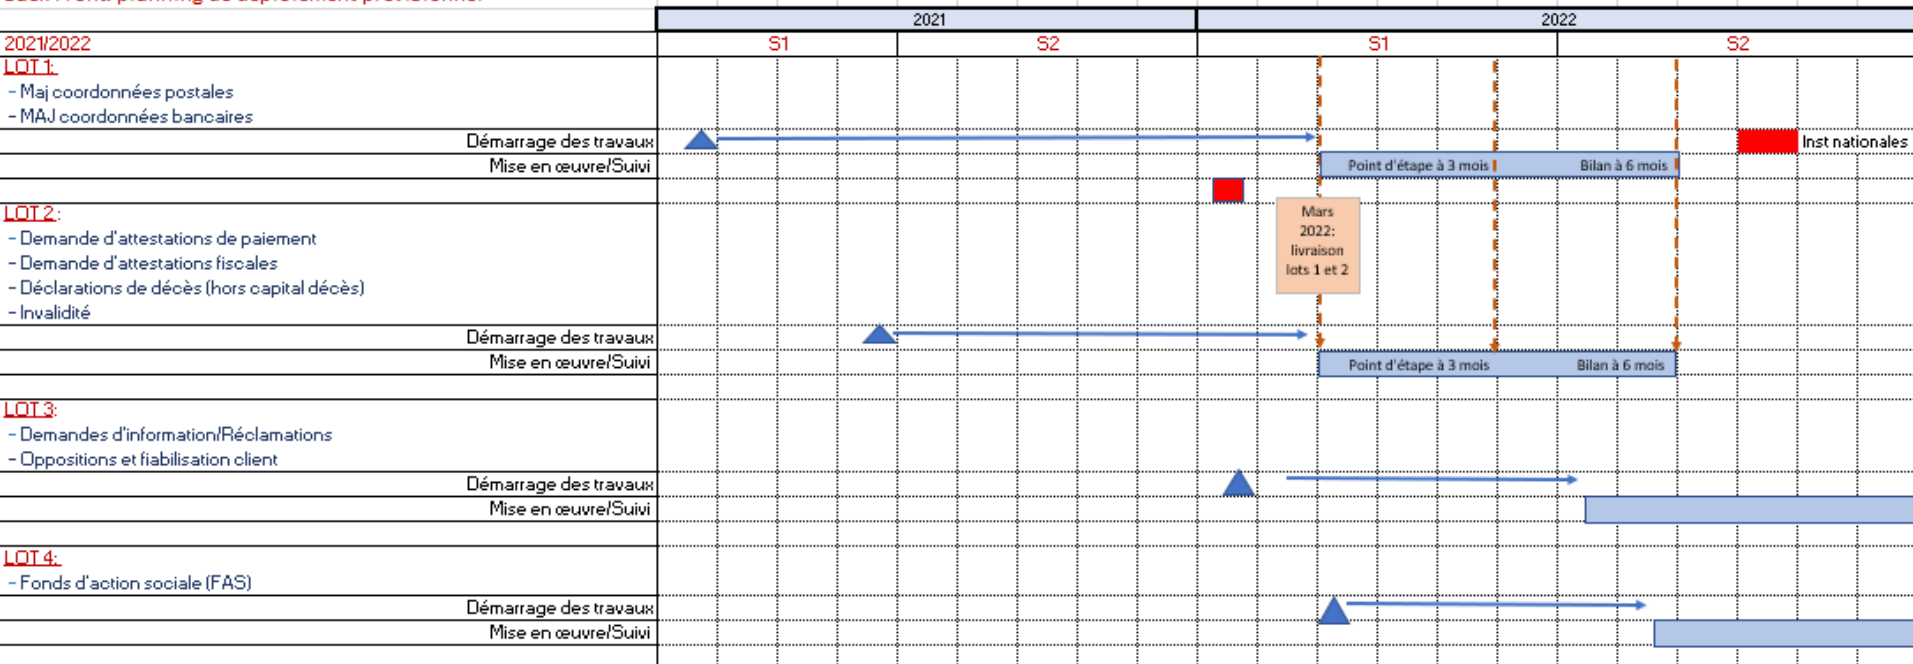 2021 2022
2021/2022 S1 S2 S1 S2
LOT 1:
- Maj coordonnées postales
- MAJ coordonnées bancaires
Démarrage des travaux Inst nationales
Mise en œuvre/Suivi Point d'étape à 3 mois Bilan à 6 mois
LOT 2:
Mars
2022:
livraison
lots 1 et 2
- Demande d'attestations de paiement
- Demande d'attestations fiscales
- Déclarations de décès (hors capital décès)
- Invalidité
Démarrage des travaux
Mise en œuvre/Suivi Point d'étape à 3 mois Bilan à 6 mois
LOT 3:
- Demandes d'information/Réclamations
- Oppositions et fiabilisation client
Démarrage des travaux
Mise en œuvre/Suivi
LOT 4:
- Fonds d'action sociale (FAS)
Démarrage des travaux
Mise en œuvre/Suivi